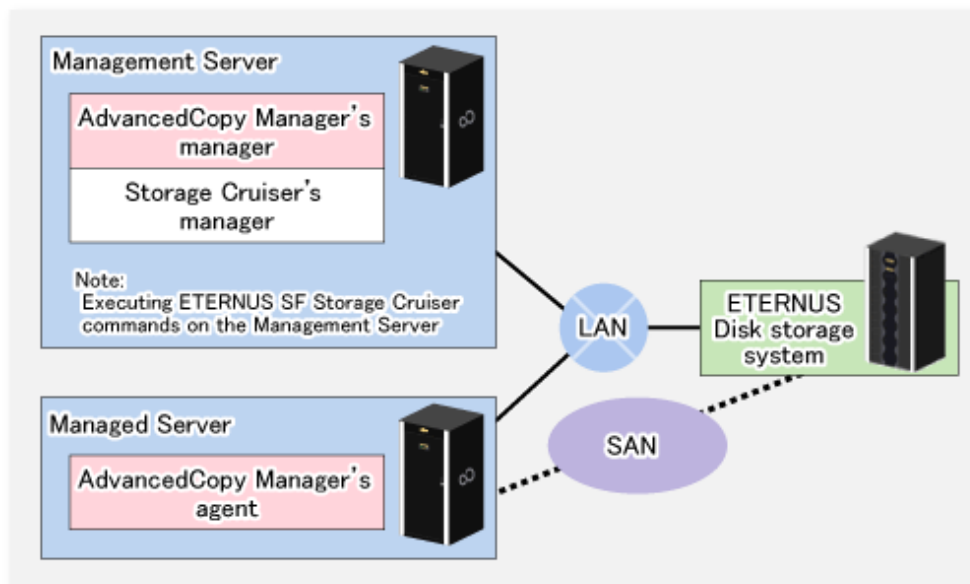 Management Server
AdvancedCopy Manager's
manager
Storage Cruiser's
manager
Note:
Executing ETERNUS SF Storage Cruiser
commands on the Management Server
LAN
ETERNUS
Disk storage
system
Managed Server
AdvancedCopy Manager's
agent
SAN